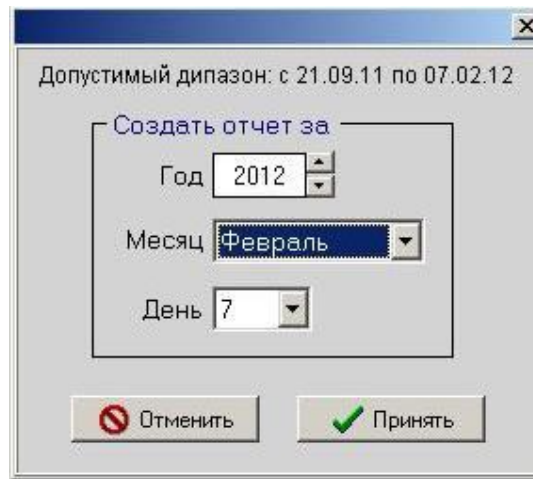 Допустимый дипазон: с 21.09.11 по 07.02.12
Создать отчет за
Год 2012
Месяц Февраль
День 7
Отменить Принять